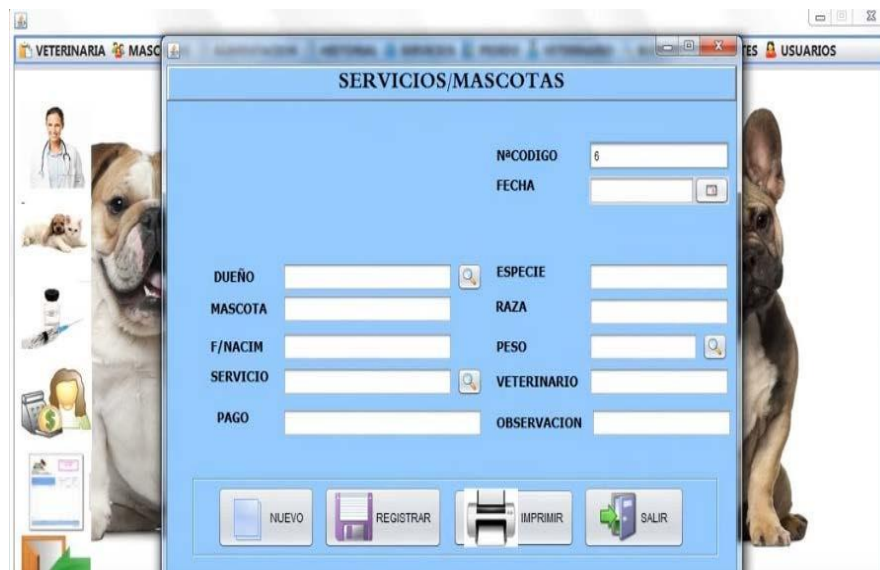 VETERINARIA MASC TES USUARIOS
SERVICIOS/MASCOTAS
NªCODIGO 6
FECHA
DUEÑO ESPECIE
MASCOTA RAZA
F/NACIM PESO
SERVICIO VETERINARIO
PAGO OBSERVACION
NUEVO REGISTRAR IMPRIMIR SALIR